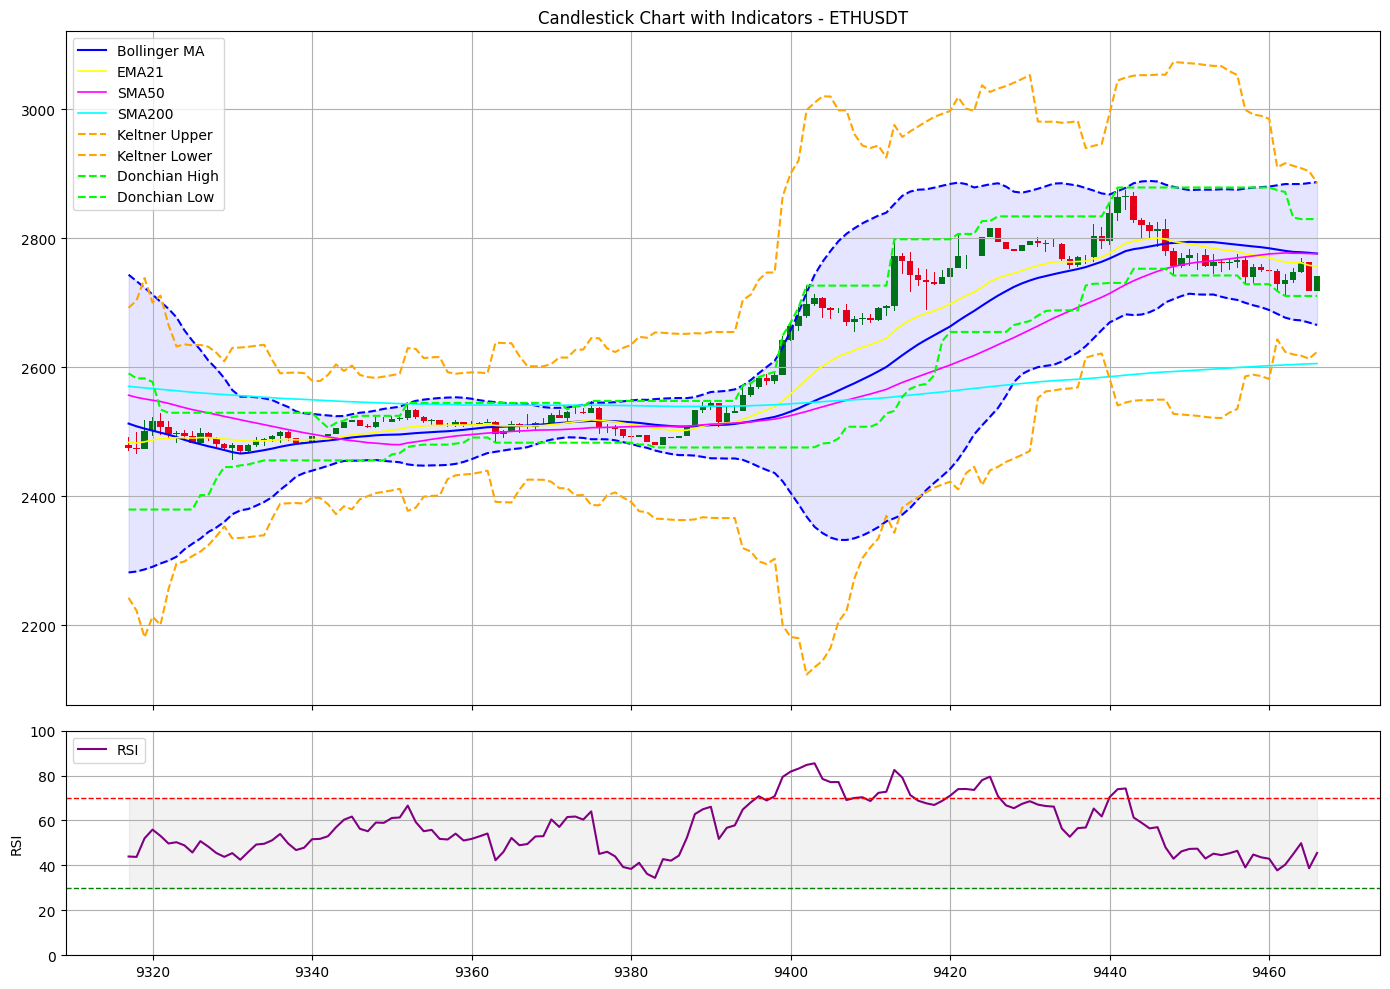 Candlestick Chart with Indicators - ETHUSDT
Bollinger MA
EMA21
SMA50
SMA200
Keltner Upper
Keltner Lower
Donchian High
Donchian Low
3000
2800
2600
2400
2200
RSI
100
80
60
40
20
0
RSI
9320 9340 9360 9380 9400 9420 9440 9460